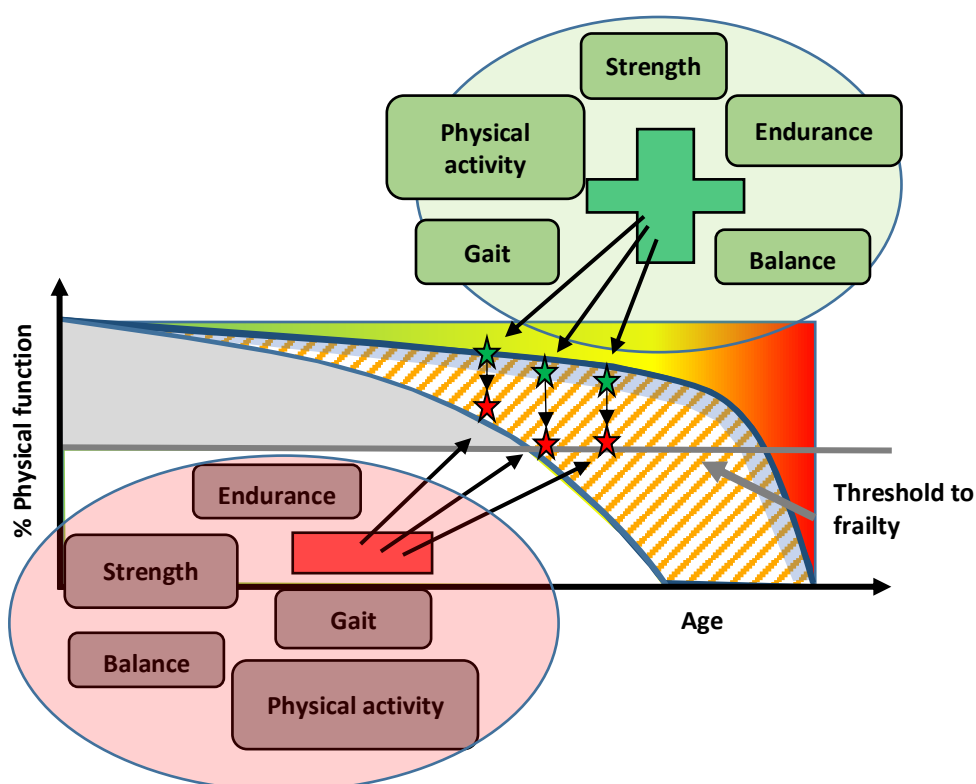 Strength
Physical
activity
Endurance
Gait
Balance
% Physical function
Endurance
Threshold to
frailty
Strength
Gait
Age
Balance
Physical activity